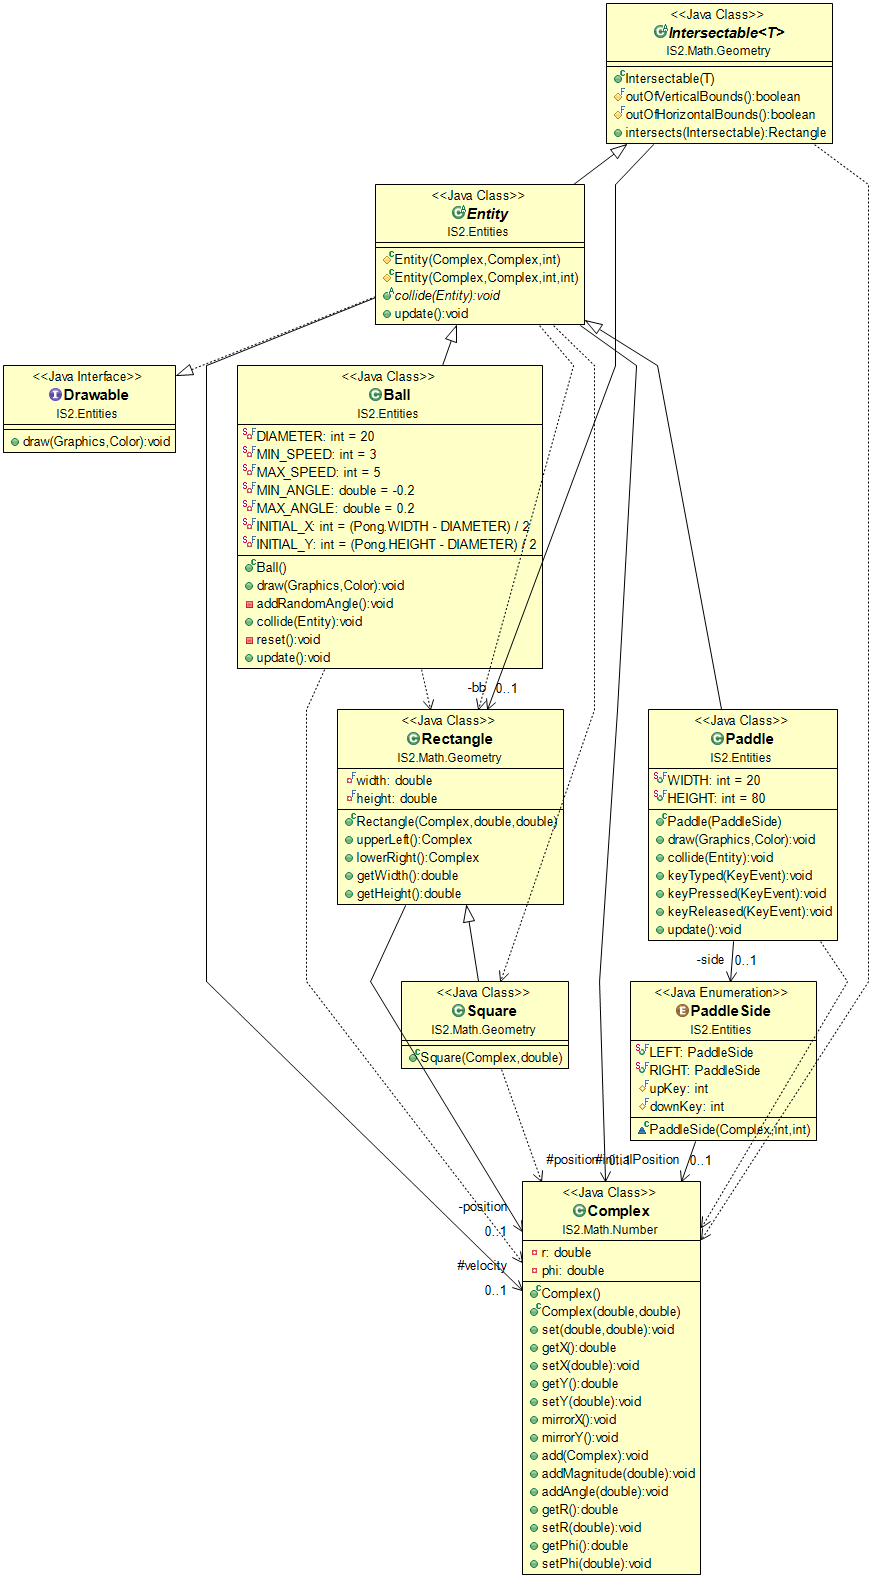 <<Java Class>>
Intersectable<T>
IS2.Math.Geometry
Intersectable(T)
outOfVerticalBounds():boolean
outOfHorizontalBounds():boolean
intersects(Intersectable):Rectangle
<<Java Class>>
Entity
IS2.Entities
Entity(Complex,Complex,int)
Entity(Complex,Complex,int,int)
collide(Entity):void
update():void
<<Java Interface>>
Drawable
IS2.Entities
draw(Graphics,Color):void
<<Java Class>>
Ball
IS2.Entities
DIAMETER: int = 20
MIN_SPEED: int = 3
MAX_SPEED: int = 5
MIN_ANGLE: double = -0.2
MAX_ANGLE: double = 0.2
INITIAL_X: int = (Pong.WIDTH - DIAMETER) / 2
INITIAL_Y: int = (Pong.HEIGHT - DIAMETER) / 2
Ball()
draw(Graphics,Color):void
addRandomAngle():void
collide(Entity):void
reset():void
update():void
-bb 0..1
<<Java Class>>
Rectangle
IS2.Math.Geometry
width: double
height: double
Rectangle(Complex,double,double)
upperLeft():Complex
lowerRight():Complex
getWidth():double
getHeight():double
<<Java Class>>
Paddle
IS2.Entities
WIDTH: int = 20
HEIGHT: int = 80
Paddle(PaddleSide)
draw(Graphics,Color):void
collide(Entity):void
keyTyped(KeyEvent):void
keyPressed(KeyEvent):void
keyReleased(KeyEvent):void
update():void
-side 0..1
<<Java Class>>
Square
IS2.Math.Geometry
Square(Complex,double)
<<Java Enumeration>>
PaddleSide
IS2.Entities
LEFT: PaddleSide
RIGHT: PaddleSide
upKey: int
downKey: int
PaddleSide(Complex,int,int)
#position 0..1
#initialPosition 0..1
-position
0..1
#velocity
0..1
<<Java Class>>
Complex
IS2.Math.Number
r: double
phi: double
Complex()
Complex(double,double)
set(double,double):void
getX():double
setX(double):void
getY():double
setY(double):void
mirrorX():void
mirrorY():void
add(Complex):void
addMagnitude(double):void
addAngle(double):void
getR():double
setR(double):void
getPhi():double
setPhi(double):void